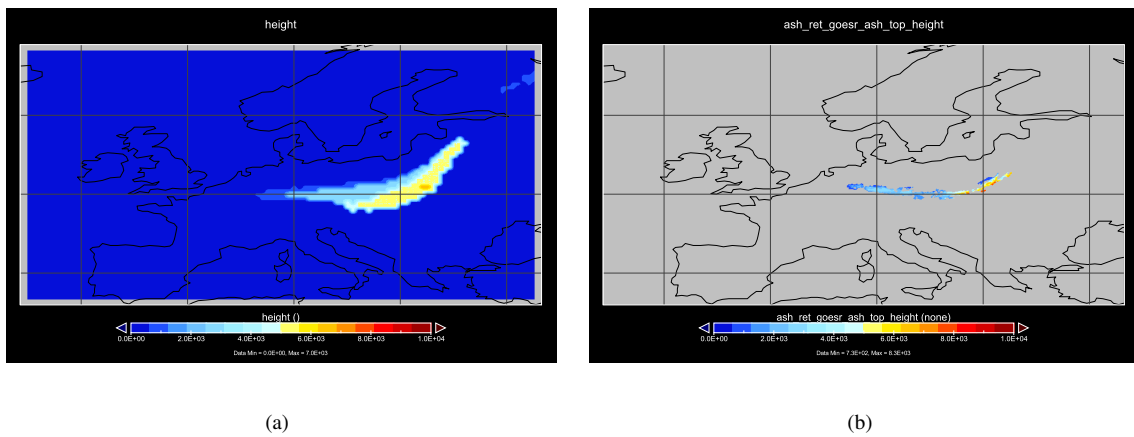 height
height ()
0.0E+00 2.0E+03 4.0E+03 6.0E+03 8.0E+03 1.0E+04
Data Min = 0.0E+00, Max = 7.0E+03
(a)
ash_ret_goesr_ash_top_height
ash_ret_goesr_ash_top_height (none)
0.0E+00 2.0E+03 4.0E+03 6.0E+03 8.0E+03 1.0E+04
Data Min = 7.3E+02, Max = 8.3E+03
(b)